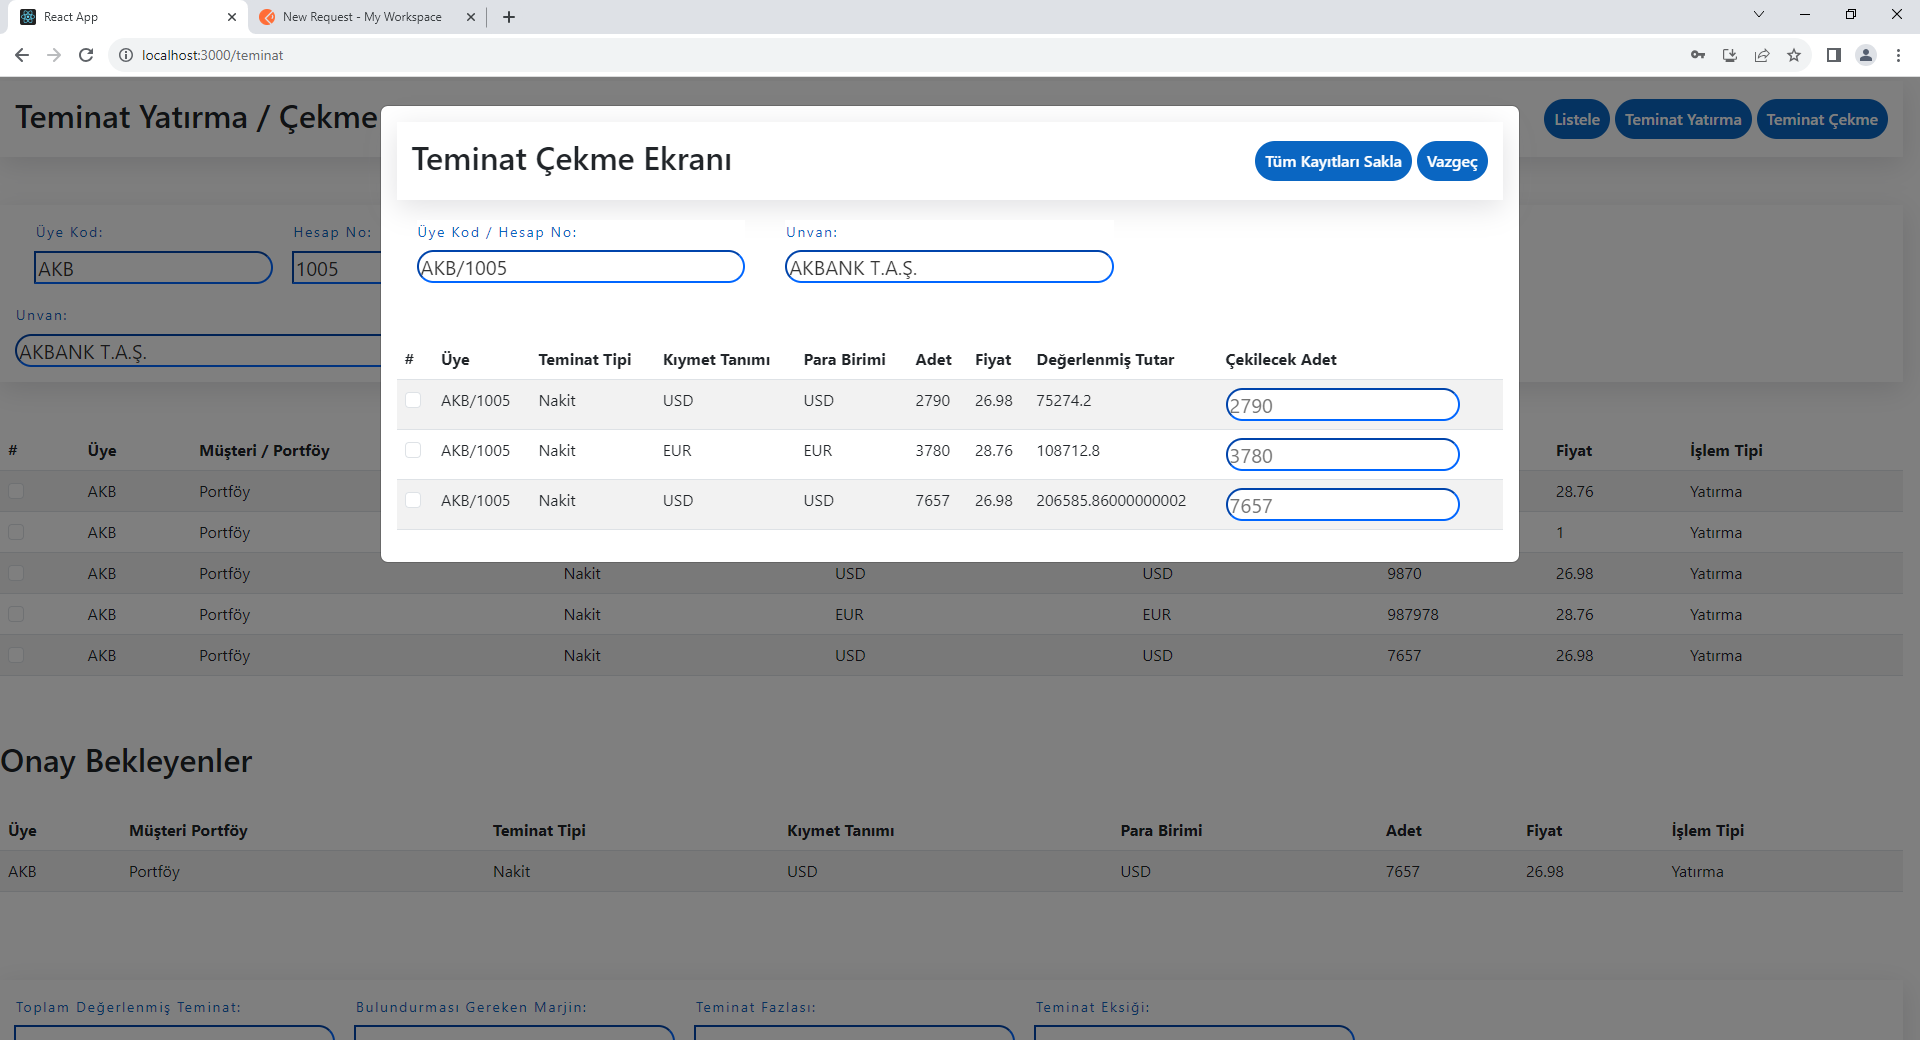 React App
New Request - My Workspace
localhost:3000/teminat
Teminat Yatırma / Çekme
Listele
Teminat Yatırma
Teminat Çekme
Teminat Çekme Ekranı
Tüm Kayıtları Sakla
Vazgeç
Üye Kod:
Hesap No:
AKB
1005
Unvan:
AKBANK T.A.Ş.
Üye Kod / Hesap No:
Unvan:
AKB/1005
AKBANK T.A.Ş.
# Üye Teminat Tipi Kıymet Tanımı Para Birimi Adet Fiyat Değerlenmiş Tutar Çekilecek Adet
AKB/1005 Nakit USD USD 2790 26.98 75274.2 2790
AKB/1005 Nakit EUR EUR 3780 28.76 108712.8 3780
AKB/1005 Nakit USD USD 7657 26.98 206585.86000000002 7657
# Üye Müşteri / Portföy Fiyat İşlem Tipi
AKB Portföy 28.76 Yatırma
AKB Portföy 1 Yatırma
AKB Portföy Nakit USD USD 9870 26.98 Yatırma
AKB Portföy Nakit EUR EUR 987978 28.76 Yatırma
AKB Portföy Nakit USD USD 7657 26.98 Yatırma
Onay Bekleyenler
Üye Müşteri Portföy Teminat Tipi Kıymet Tanımı Para Birimi Adet Fiyat İşlem Tipi
AKB Portföy Nakit USD USD 7657 26.98 Yatırma
Toplam Değerlenmiş Teminat:
Bulundurması Gereken Marjin:
Teminat Fazlası:
Teminat Eksiği: